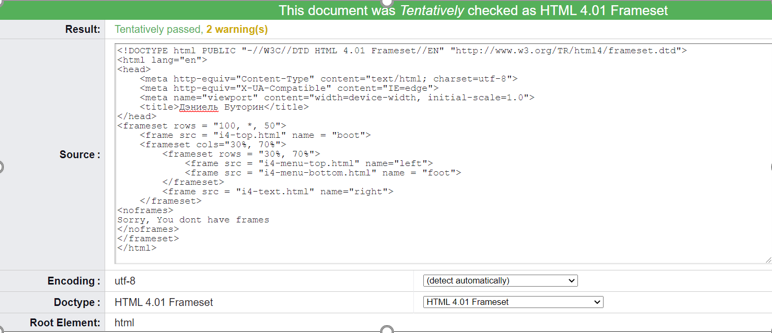 This document was Tentatively checked as HTML 4.01 Frameset
Result: Tentatively passed, 2 warning(s)
Source :
<!DOCTYPE html PUBLIC "-//W3C//DTD HTML 4.01 Frameset//EN" "http://www.w3.org/TR/html4/frameset.dtd">
<html lang="en">
<head>
    <meta http-equiv="Content-Type" content="text/html; charset=utf-8">
    <meta http-equiv="X-UA-Compatible" content="IE=edge">
    <meta name="viewport" content="width=device-width, initial-scale=1.0">
    <title>Дэниель Буторин</title>
</head>
<frameset rows = "100, *, 50">
    <frame src = "i4-top.html" name = "boot">
    <frameset cols="30%, 70%">
        <frameset rows = "30%, 70%">
            <frame src = "i4-menu-top.html" name="left">
            <frame src = "i4-menu-bottom.html" name = "foot">
        </frameset>
        <frame src = "i4-text.html" name="right">
    </frameset>
<noframes>
Sorry, You dont have frames
</noframes>
</frameset>
</html>
Encoding : utf-8 (detect automatically)
Doctype : HTML 4.01 Frameset HTML 4.01 Frameset
Root Element: html